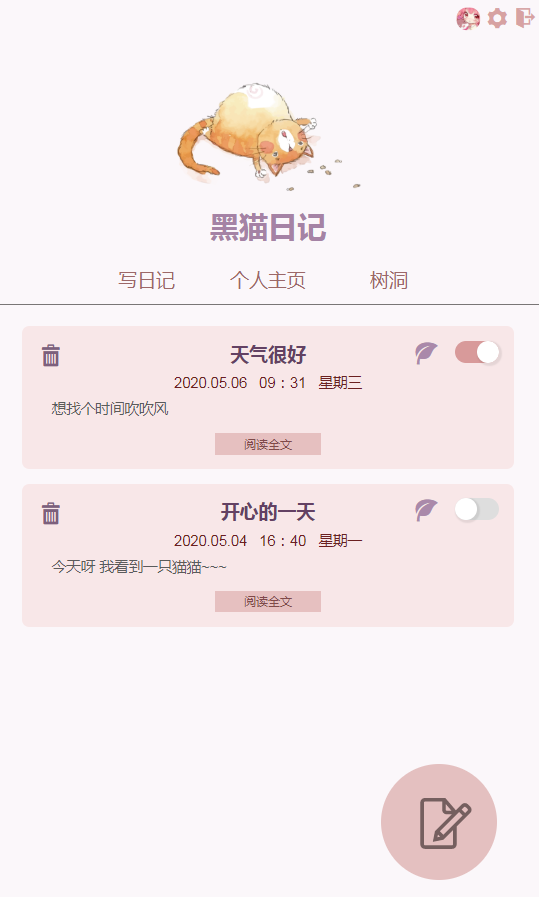 黑猫日记
写日记 个人主页 树洞
天气很好
2020.05.06 09：31 星期三
想找个时间吹吹风
阅读全文
开心的一天
2020.05.04 16：40 星期一
今天呀 我看到一只猫猫~~~
阅读全文